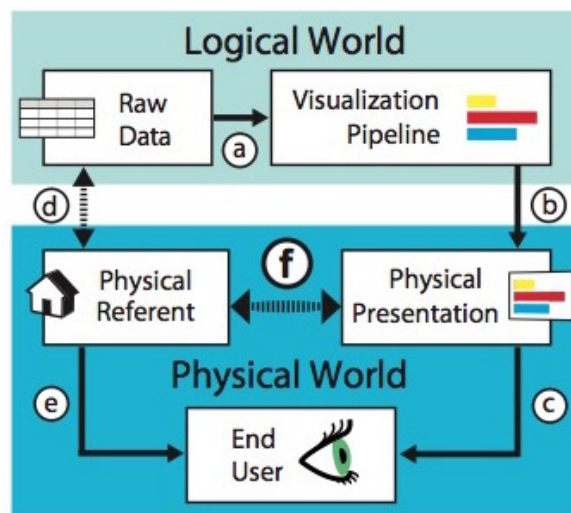 Logical World
Raw
Data
Visualization
Pipeline
a
d
b
Physical
Referent
f
Physical
Presentation
Physical World
e
c
End
User